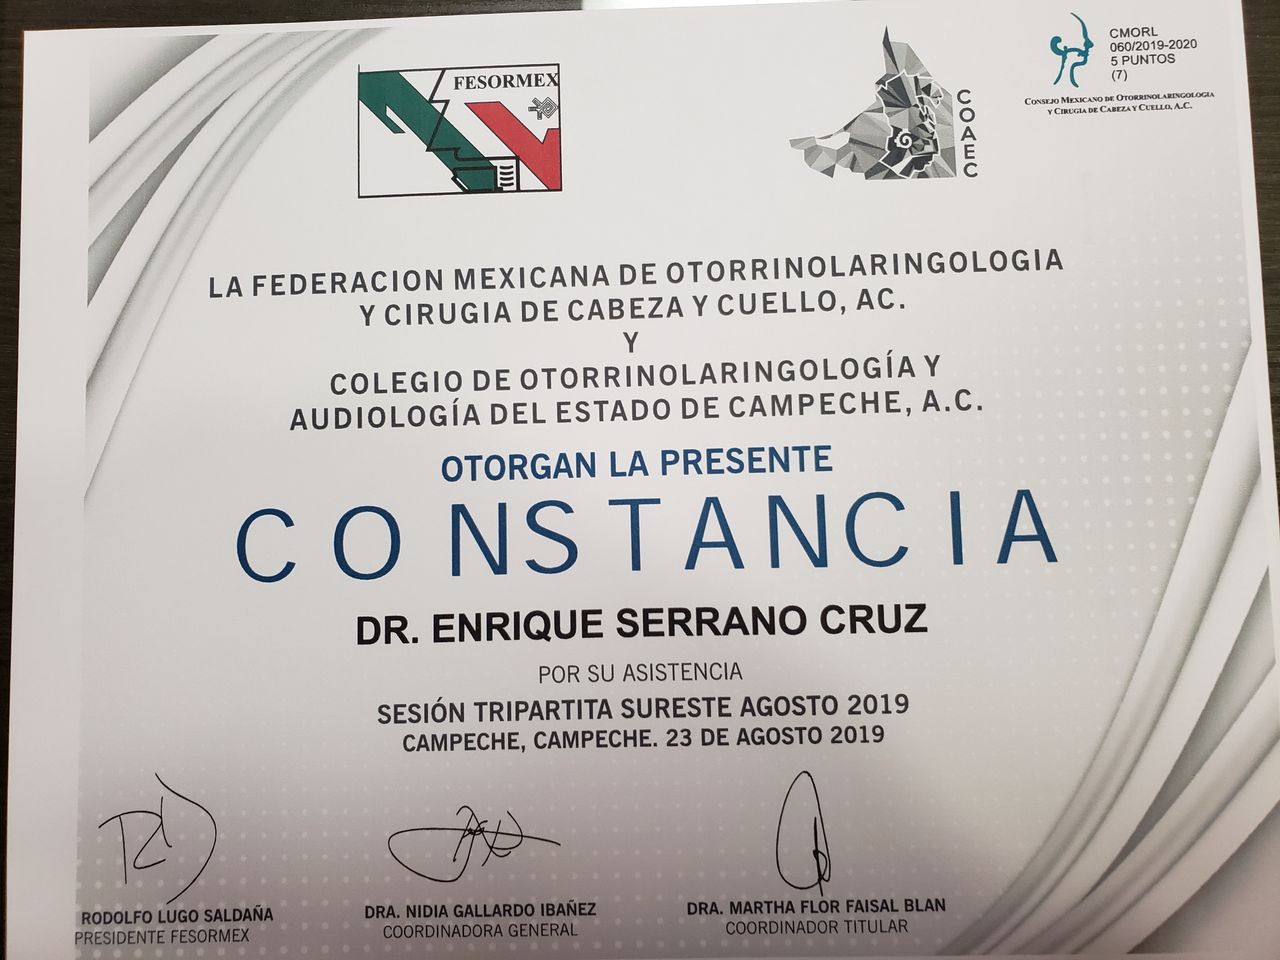 FESORMEX
COAEC
CMORL
060/2019-2020
5 PUNTOS
(7)
CONSEJO MEXICANO DE OTORRINOLARINGOLOGIA
Y CIRUGIA DE CABEZA Y CUELLO, A.C.
LA FEDERACION MEXICANA DE OTORRINOLARINGOLOGIA
Y CIRUGIA DE CABEZA Y CUELLO, AC.
Y
COLEGIO DE OTORRINOLARINGOLOGÍA Y
AUDIOLOGÍA DEL ESTADO DE CAMPECHE, A.C.
OTORGAN LA PRESENTE
CONSTANCIA
DR. ENRIQUE SERRANO CRUZ
POR SU ASISTENCIA
SESIÓN TRIPARTITA SURESTE AGOSTO 2019
CAMPECHE, CAMPECHE. 23 DE AGOSTO 2019
RODOLFO LUGO SALDAÑA
PRESIDENTE FESORMEX
DRA. NIDIA GALLARDO IBAÑEZ
COORDINADORA GENERAL
DRA. MARTHA FLOR FAISAL BLAN
COORDINADOR TITULAR